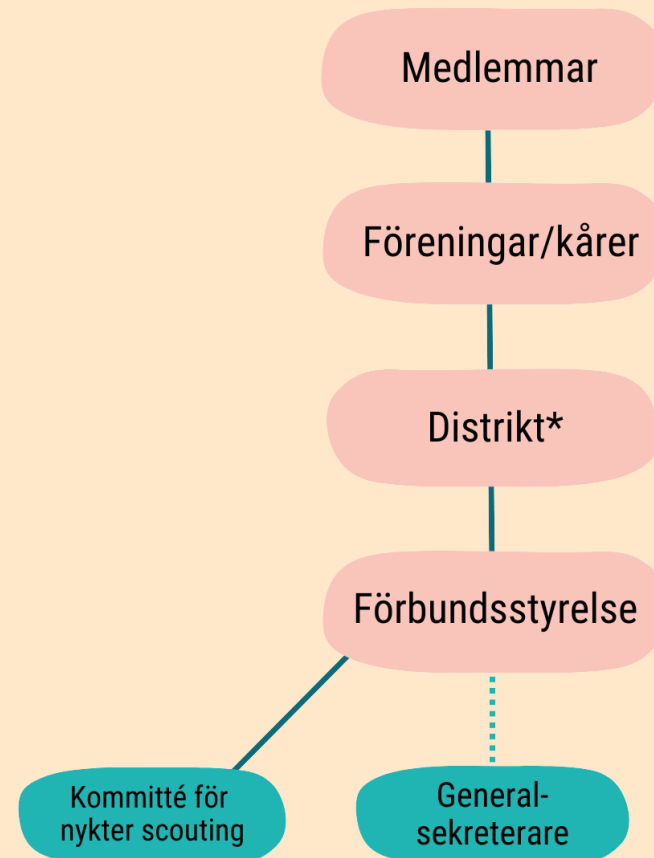 Medlemmar
Föreningar/kårer
Distrikt*
Förbundsstyrelse
Kommitté för
nykter scouting
General-
sekreterare